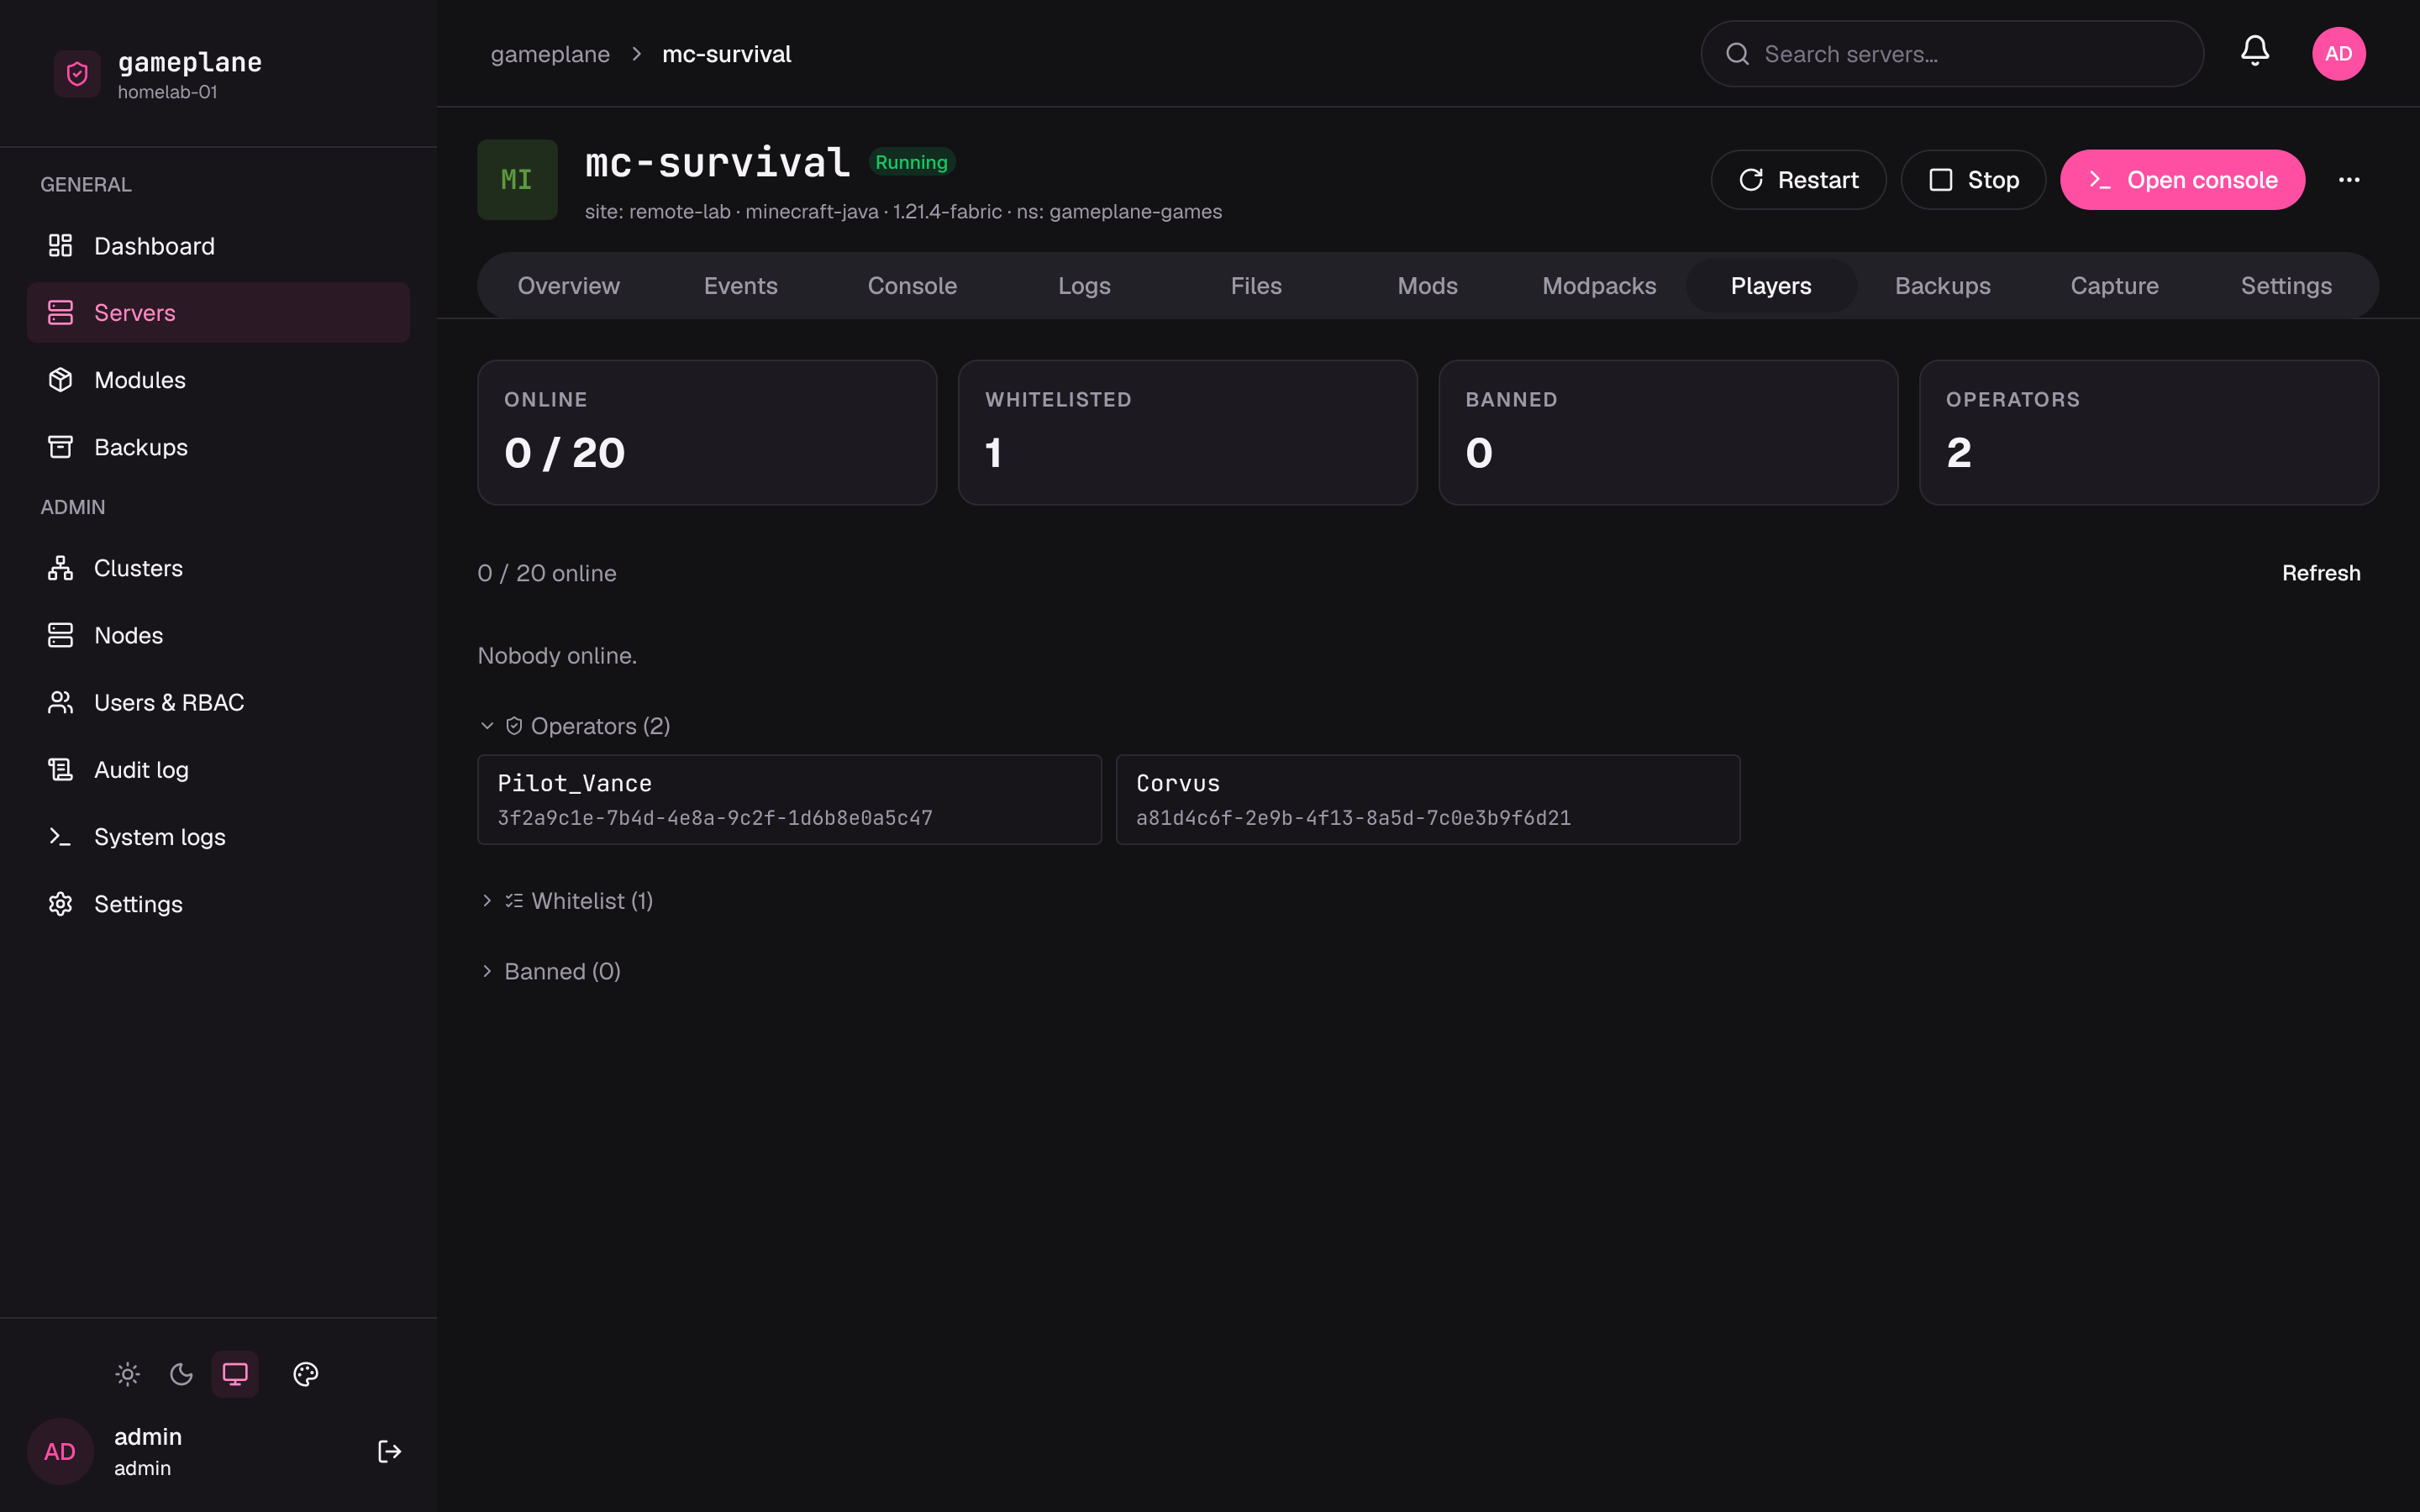 gameplane
homelab-01
GENERAL
Dashboard
Servers
Modules
Backups
ADMIN
Clusters
Nodes
Users & RBAC
Audit log
System logs
Settings
AD
admin
admin
gameplane > mc-survival
Search servers...
AD
MI
mc-survival Running
site: remote-lab · minecraft-java · 1.21.4-fabric · ns: gameplane-games
Restart
Stop
Open console
Overview Events Console Logs Files Mods Modpacks Players Backups Capture Settings
ONLINE
0 / 20
WHITELISTED
1
BANNED
0
OPERATORS
2
0 / 20 online
Refresh
Nobody online.
Operators (2)
Pilot_Vance
3f2a9c1e-7b4d-4e8a-9c2f-1d6b8e0a5c47
Corvus
a81d4c6f-2e9b-4f13-8a5d-7c0e3b9f6d21
Whitelist (1)
Banned (0)